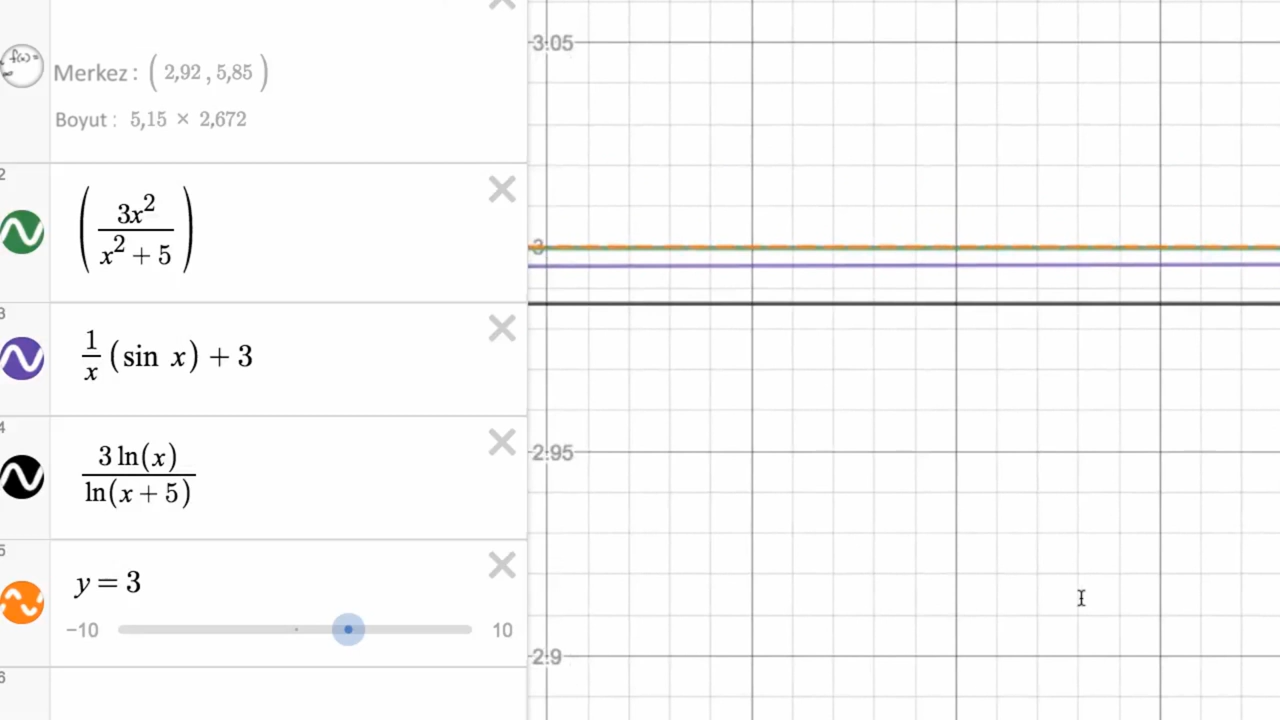 f(x)=
Merkez : ( 2,92 , 5,85 )
Boyut : 5,15 × 2,672
2
(3x²/(x² + 5))
3
1/x (sin x) + 3
4
3 ln(x)/ln(x + 5)
5
y = 3
−10 10
6
3.05
3
2.95
2.9